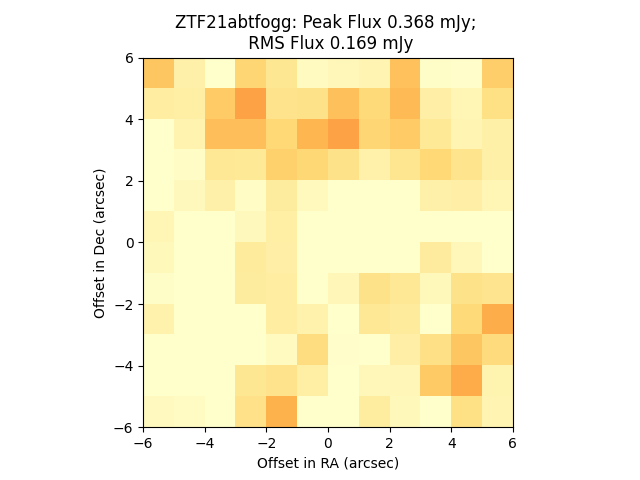 ZTF21abtfogg: Peak Flux 0.368 mJy;
RMS Flux 0.169 mJy
6
4
2
0
−2
−4
−6
Offset in Dec (arcsec)
−6 −4 −2 0 2 4 6
Offset in RA (arcsec)